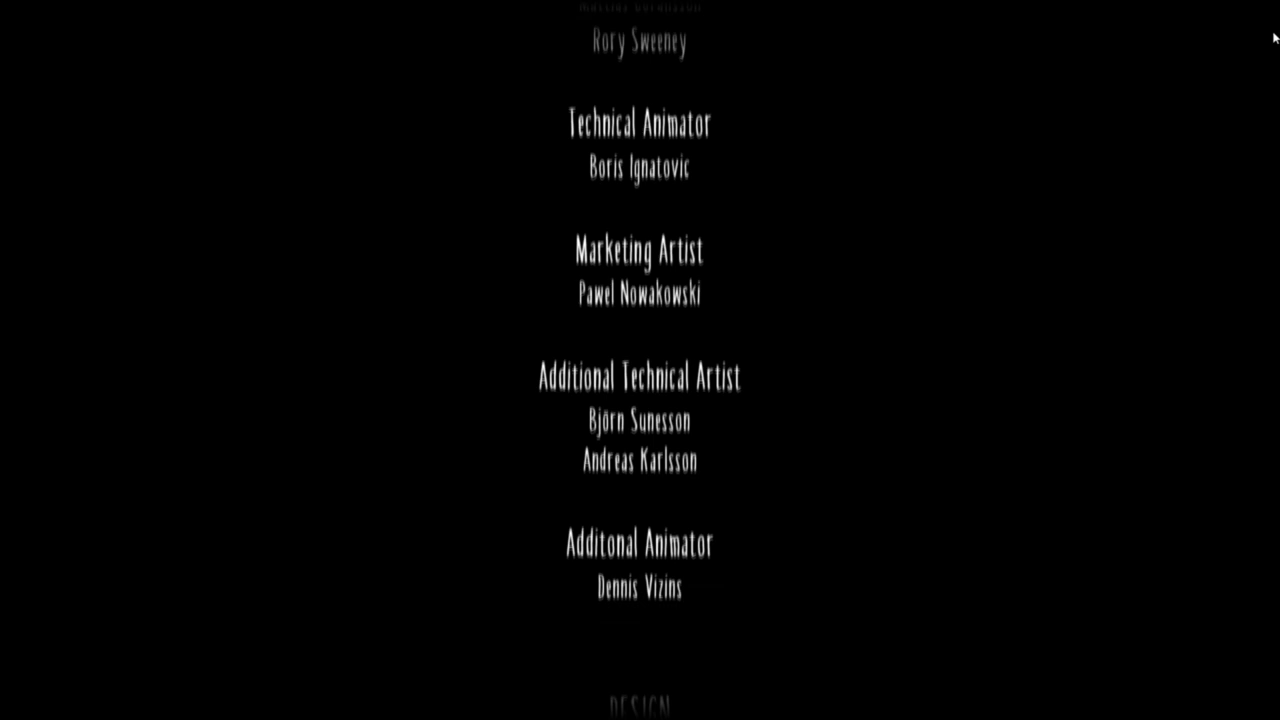 Rory Sweeney
Technical Animator
Boris Ignatovic
Marketing Artist
Pawel Nowakowski
Additional Technical Artist
Björn Sunesson
Andreas Karlsson
Additonal Animator
Dennis Vizins
DESIGN